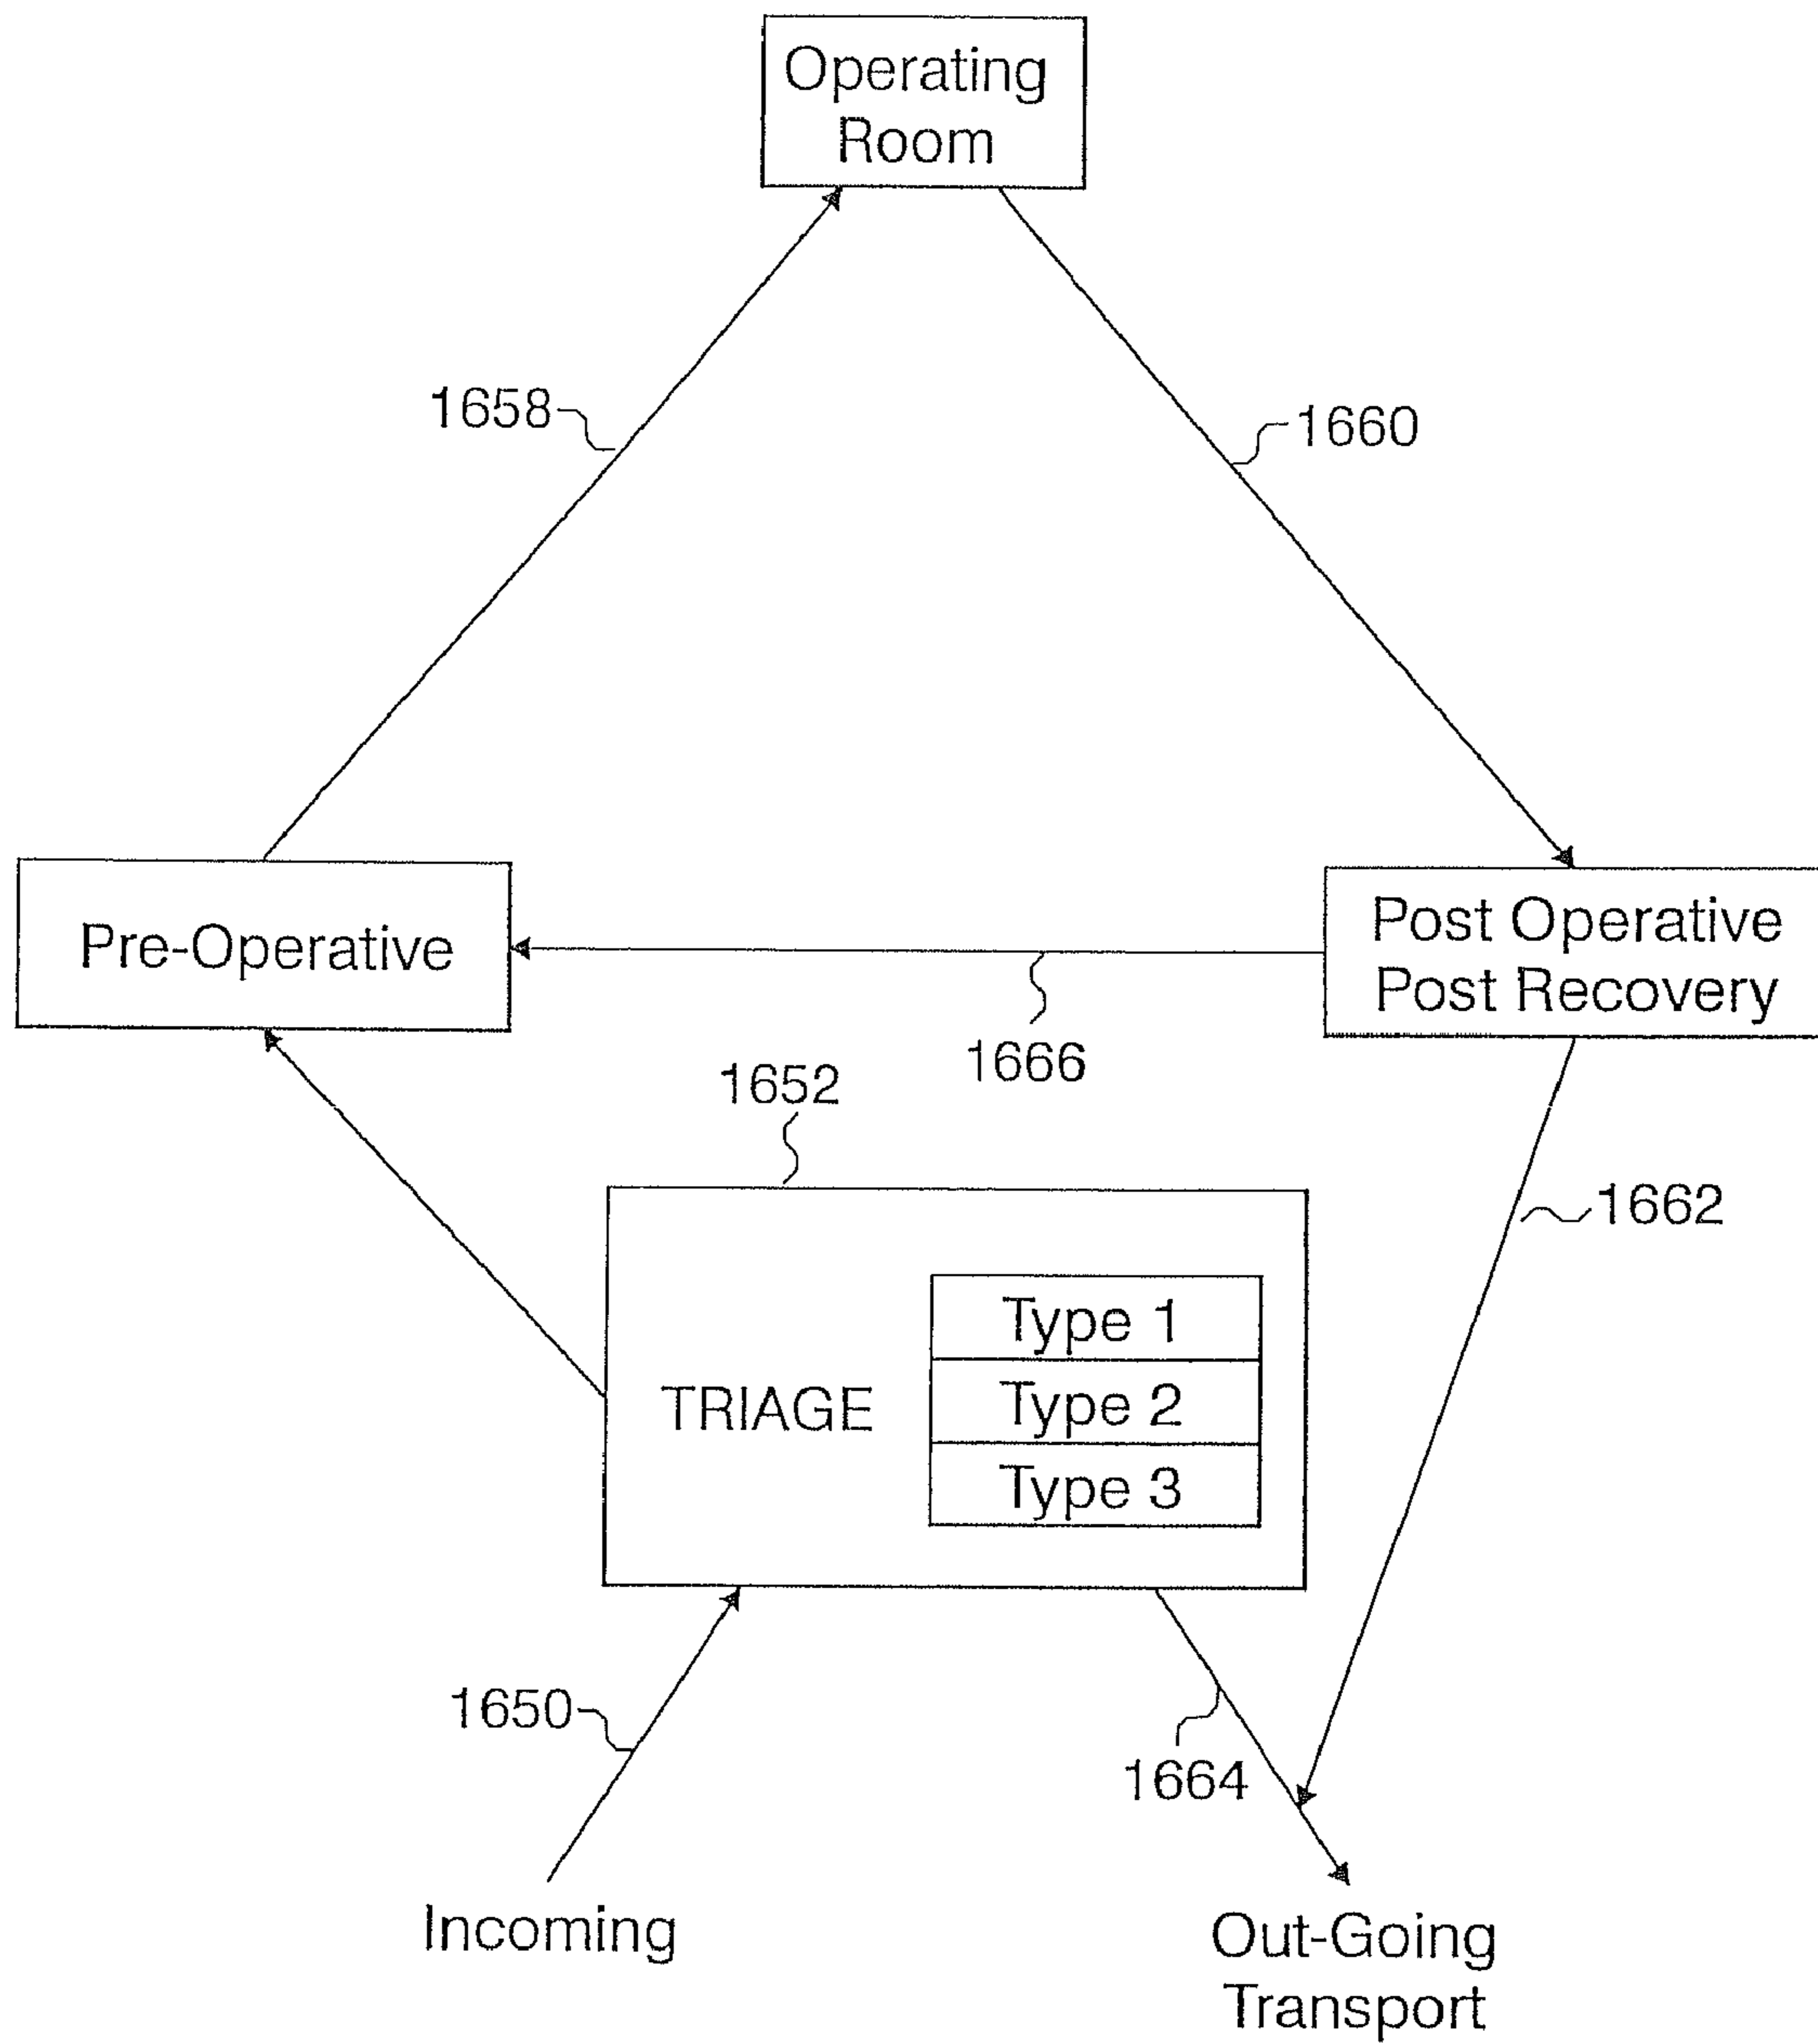 Operating
Room
1658
1660
Pre-Operative
Post Operative
Post Recovery
1666
1652
1662
Type 1
TRIAGE
Type 2
Type 3
1650
1664
Incoming
Out-Going
Transport